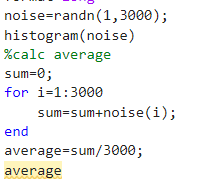 noise=randn(1,3000);
histogram(noise)
%calc average
sum=0;
for i=1:3000
sum=sum+noise(i);
end
average=sum/3000;
average